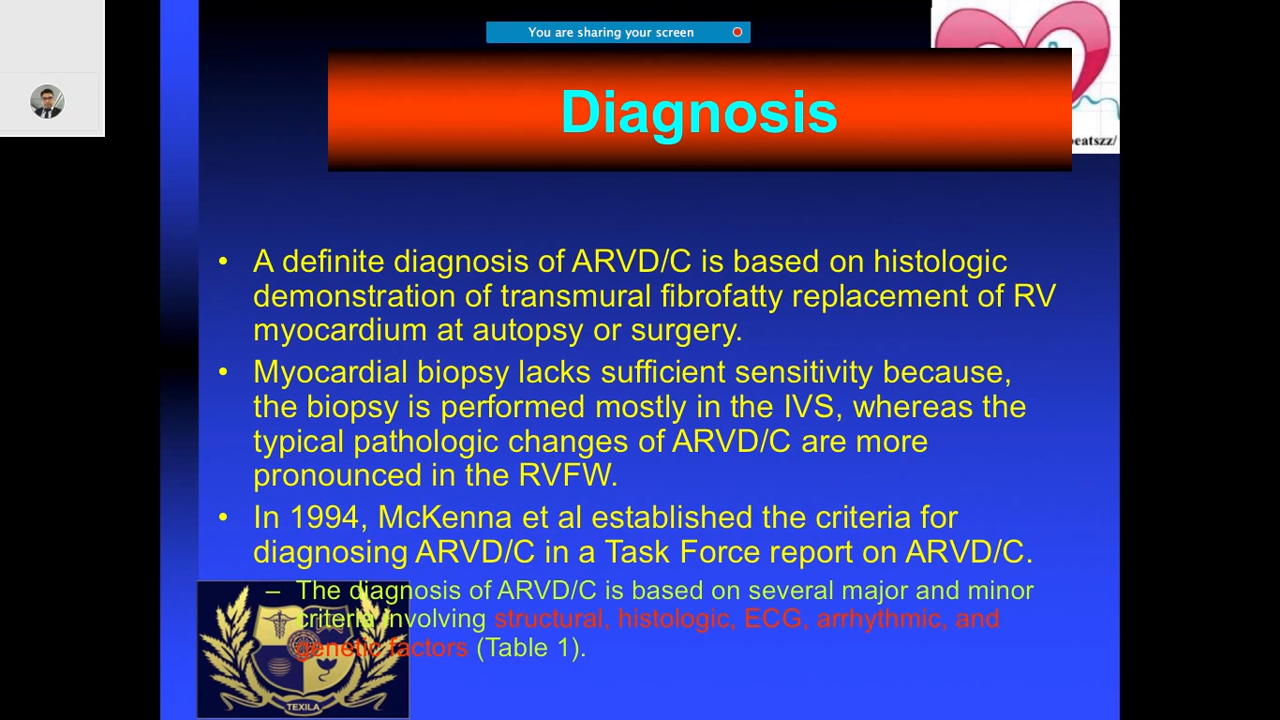 You are sharing your screen
Diagnosis
beatszz/
• A definite diagnosis of ARVD/C is based on histologic
demonstration of transmural fibrofatty replacement of RV
myocardium at autopsy or surgery.
• Myocardial biopsy lacks sufficient sensitivity because,
the biopsy is performed mostly in the IVS, whereas the
typical pathologic changes of ARVD/C are more
pronounced in the RVFW.
• In 1994, McKenna et al established the criteria for
diagnosing ARVD/C in a Task Force report on ARVD/C.
– The diagnosis of ARVD/C is based on several major and minor
criteria involving structural, histologic, ECG, arrhythmic, and
genetic factors (Table 1).
TEXILA